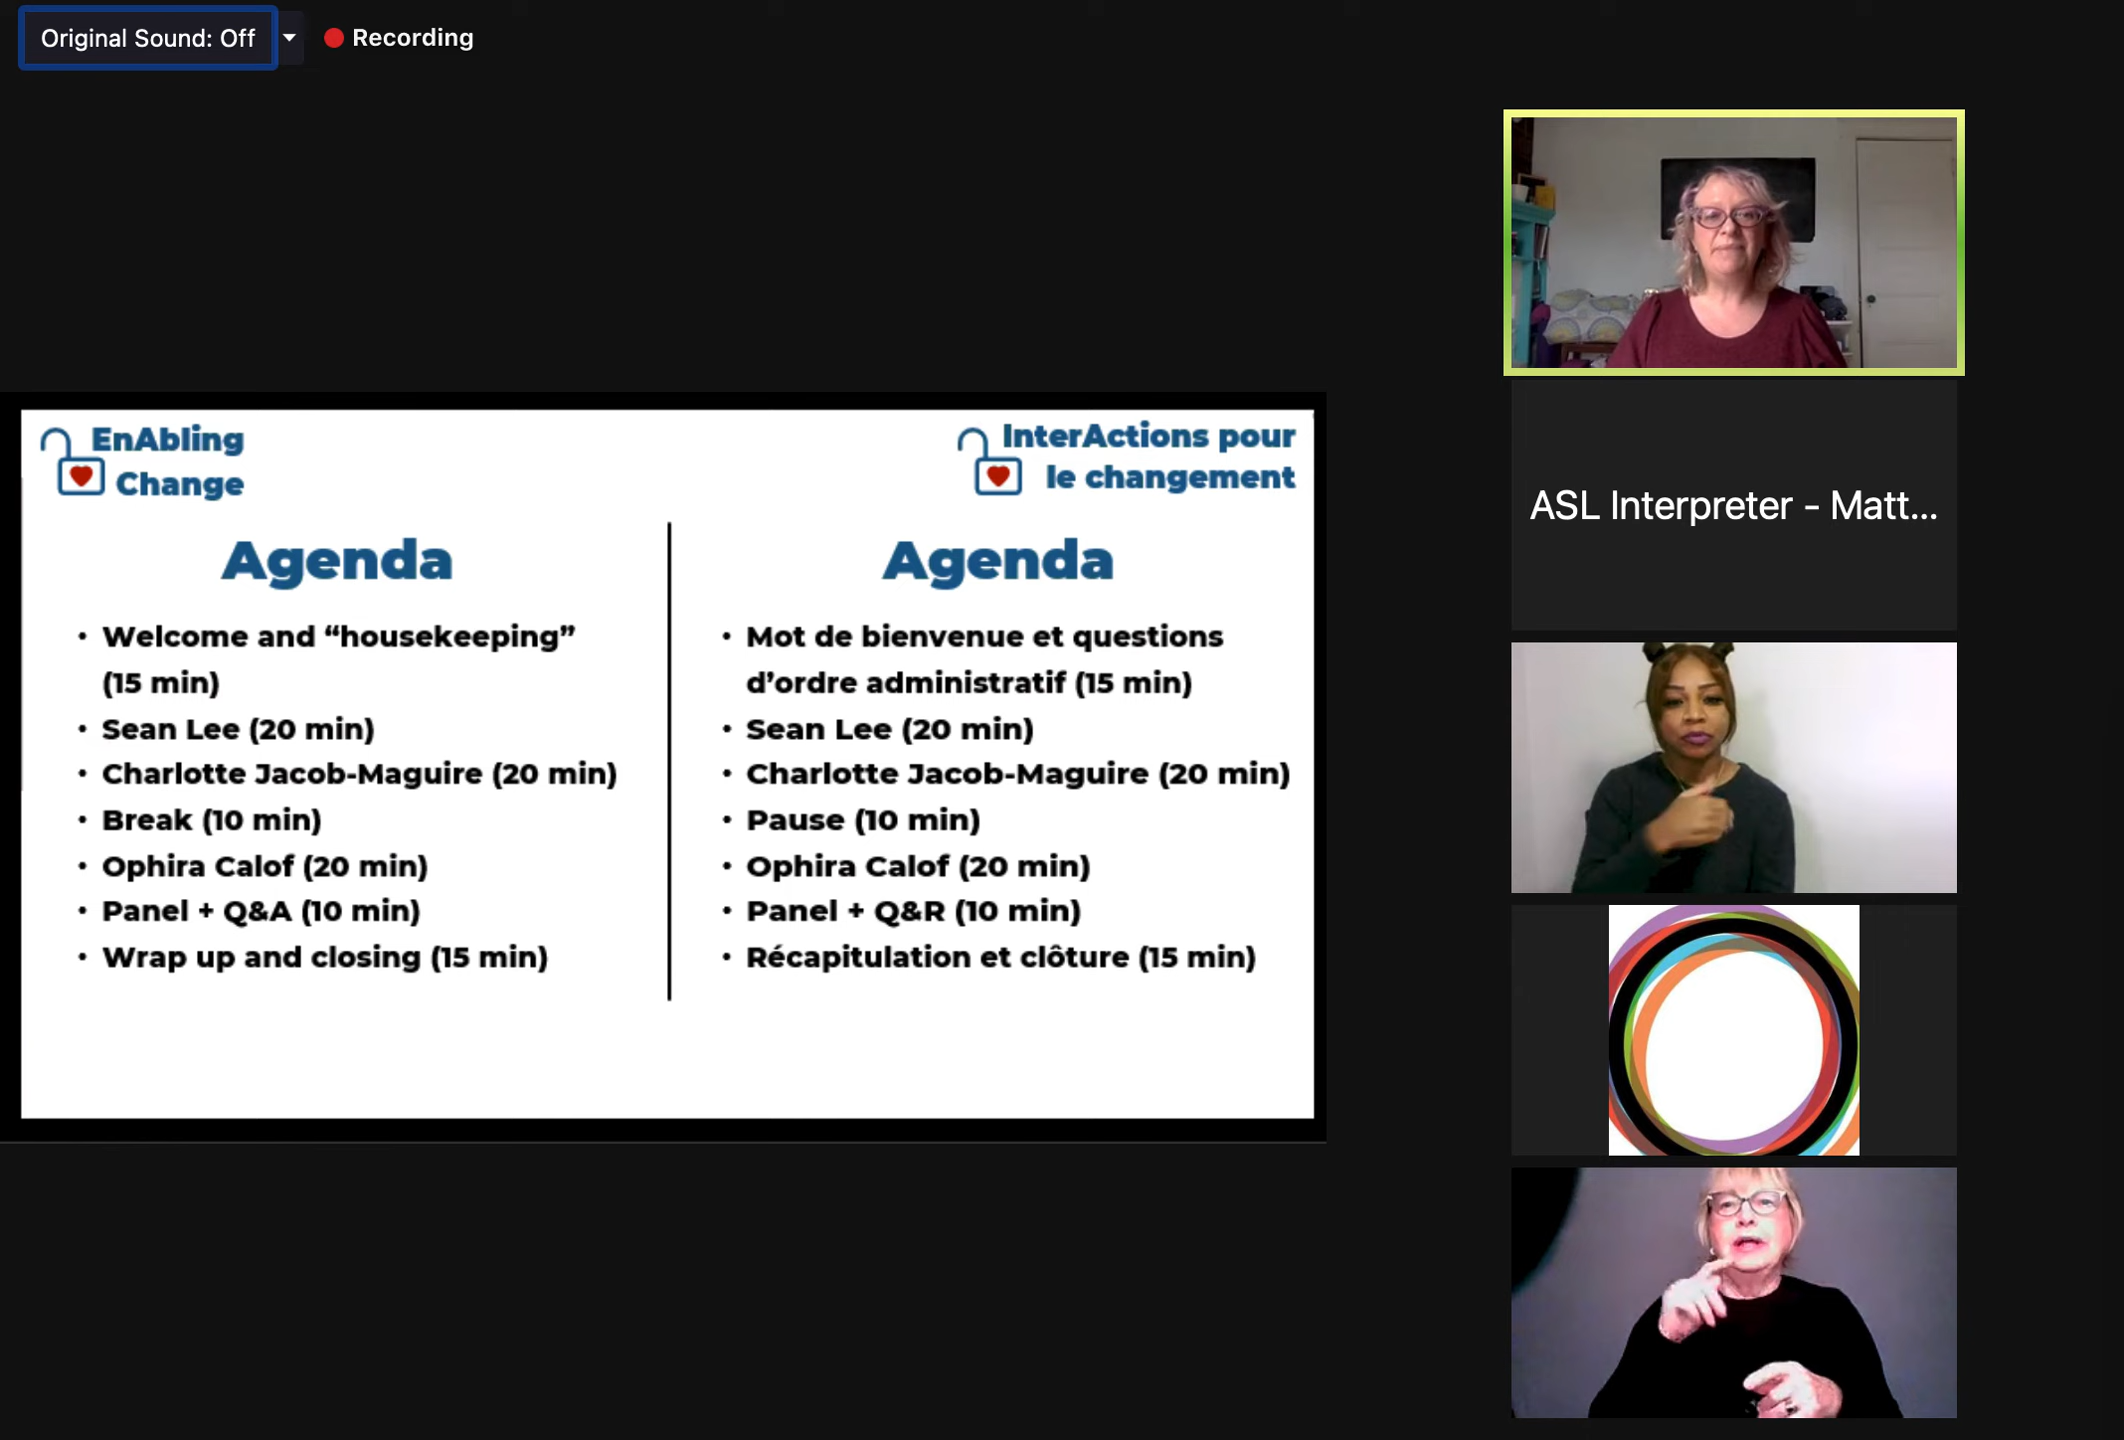 Original Sound: Off
Recording
EnAbling
Change
InterActions pour
le changement
Agenda
• Welcome and “housekeeping”
(15 min)
• Sean Lee (20 min)
• Charlotte Jacob-Maguire (20 min)
• Break (10 min)
• Ophira Calof (20 min)
• Panel + Q&A (10 min)
• Wrap up and closing (15 min)
Agenda
• Mot de bienvenue et questions
d’ordre administratif (15 min)
• Sean Lee (20 min)
• Charlotte Jacob-Maguire (20 min)
• Pause (10 min)
• Ophira Calof (20 min)
• Panel + Q&R (10 min)
• Récapitulation et clôture (15 min)
ASL Interpreter - Matt...